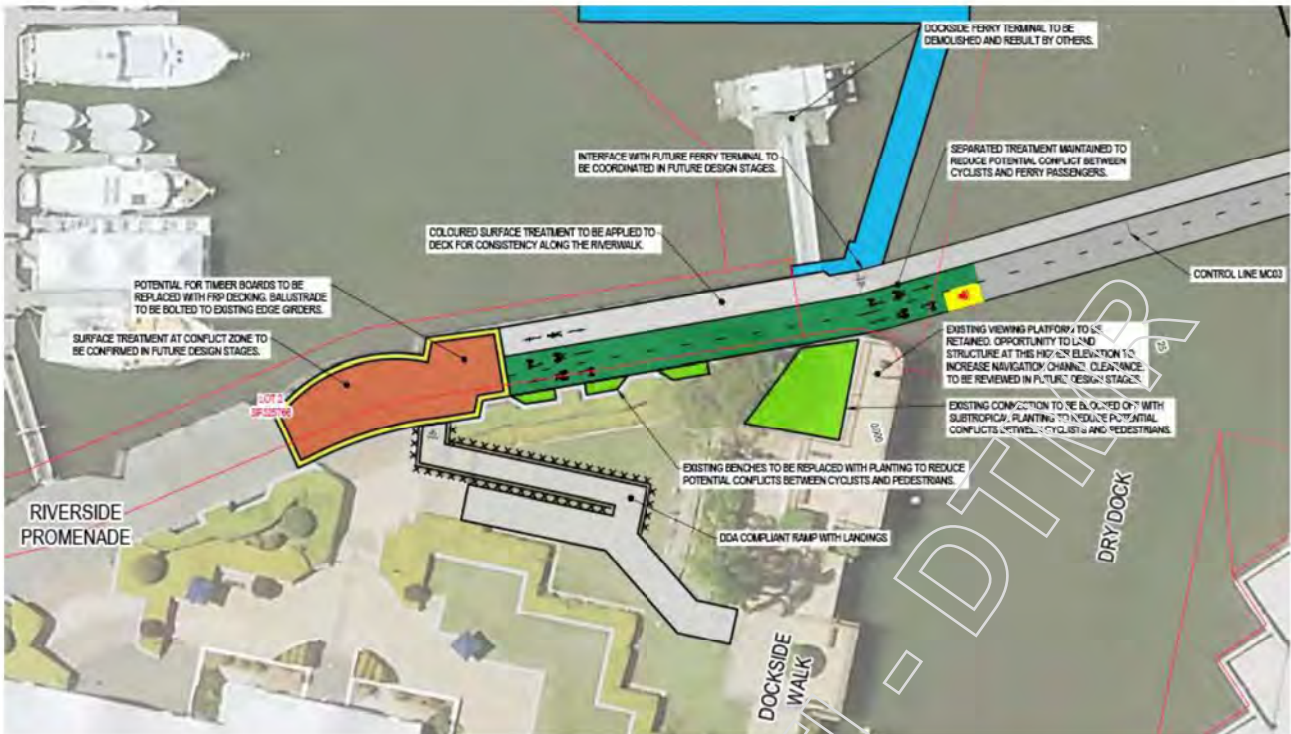 DOCKSIDE FERRY TERMINAL TO BE
DEMOLISHED AND REBUILT BY OTHERS.
INTERFACE WITH FUTURE FERRY TERMINAL TO
BE COORDINATED IN FUTURE DESIGN STAGES.
SEPARATED TREATMENT MAINTAINED TO
REDUCE POTENTIAL CONFLICT BETWEEN
CYCLISTS AND FERRY PASSENGERS.
COLOURED SURFACE TREATMENT TO BE APPLIED TO
DECK FOR CONSISTENCY ALONG THE RIVERWALK.
CONTROL LINE MC03
POTENTIAL FOR TIMBER BOARDS TO BE
REPLACED WITH FRP DECKING. BALUSTRADE
TO BE BOLTED TO EXISTING EDGE GIRDERS.
SURFACE TREATMENT AT CONFLICT ZONE TO
BE CONFIRMED IN FUTURE DESIGN STAGES.
EXISTING VIEWING PLATFORM TO BE
RETAINED. OPPORTUNITY TO LAND
STRUCTURE AT THIS HIGHER ELEVATION TO
INCREASE NAVIGATION CHANNEL CLEARANCE.
TO BE REVIEWED IN FUTURE DESIGN STAGES.
25
LOT 2
EXISTING CONNECTION TO BE BLOCKED OFF WITH
SUBTROPICAL PLANTING TO REDUCE POTENTIAL
CONFLICTS BETWEEN CYCLISTS AND PEDESTRIANS.
EXISTING BENCHES TO BE REPLACED WITH PLANTING TO REDUCE
POTENTIAL CONFLICTS BETWEEN CYCLISTS AND PEDESTRIANS.
RIVERSIDE
PROMENADE
DDA COMPLIANT RAMP WITH LANDINGS
DRY DOCK
DOCKSIDE
WALK
- DTMR